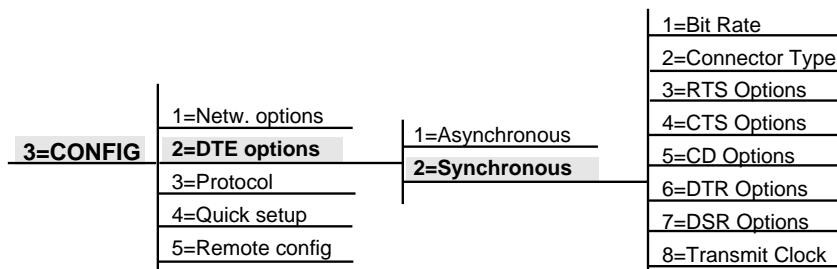 3=CONFIG
1=Netw. options
2=DTE options
3=Protocol
4=Quick setup
5=Remote config
1=Asynchronous
2=Synchronous
1=Bit Rate
2=Connector Type
3=RTS Options
4=CTS Options
5=CD Options
6=DTR Options
7=DSR Options
8=Transmit Clock